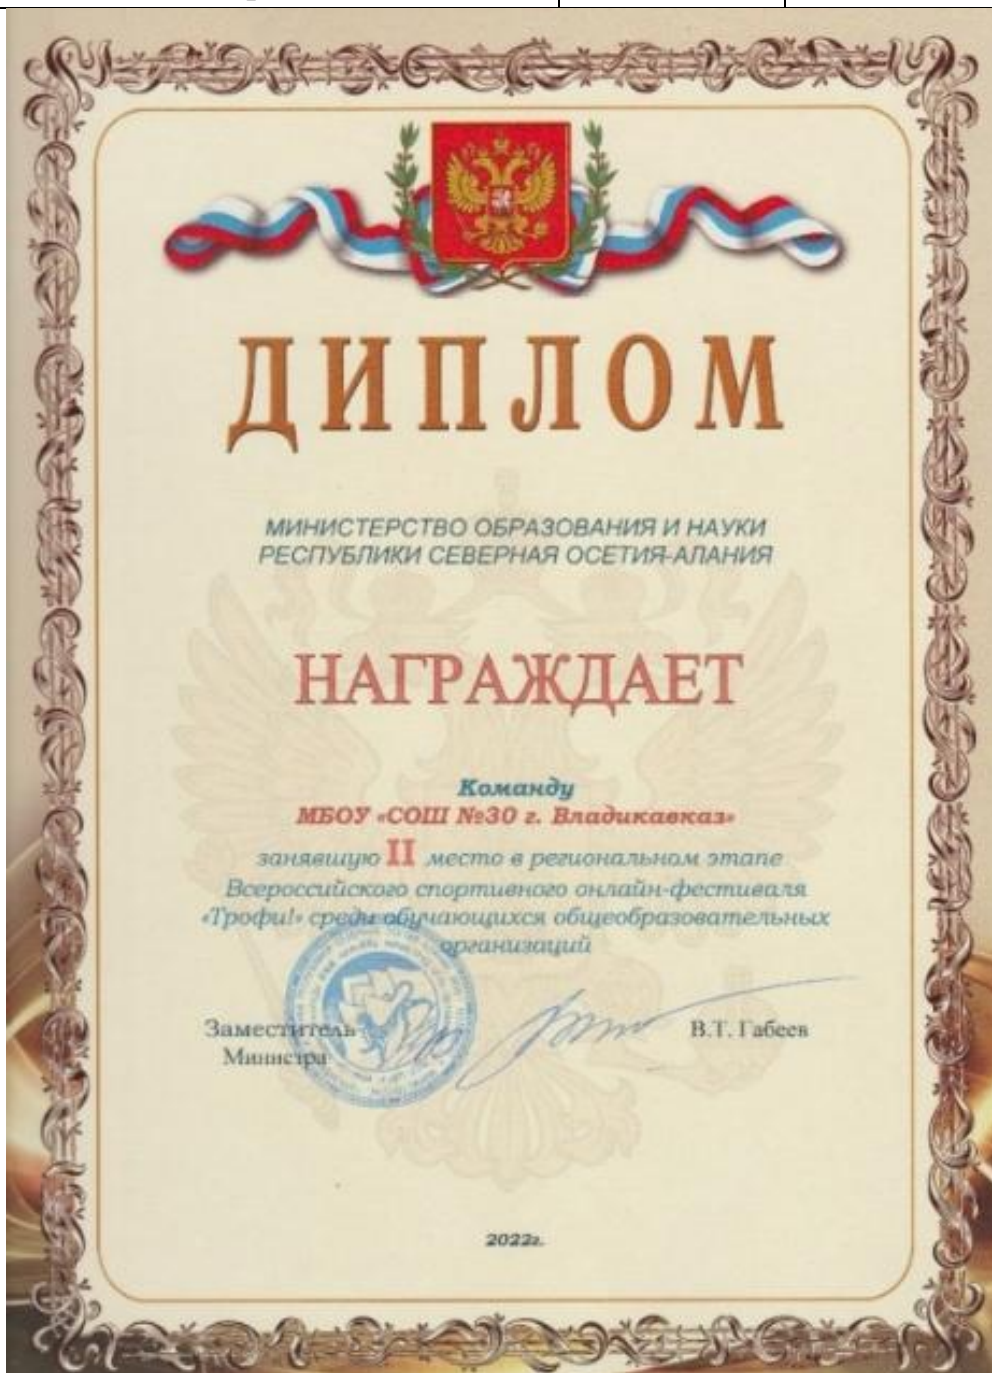 ДИПЛОМ
МИНИСТЕРСТВО ОБРАЗОВАНИЯ И НАУКИ
РЕСПУБЛИКИ СЕВЕРНАЯ ОСЕТИЯ-АЛАНИЯ
НАГРАЖДАЕТ
Команду
МБОУ «СОШ №30 г. Владикавказ»
занявшую II место в региональном этапе
Всероссийского спортивного онлайн-фестиваля
«Трофи!» среди обучающихся общеобразовательных
организаций
Заместитель
Министра
В.Т. Габеев
2022г.